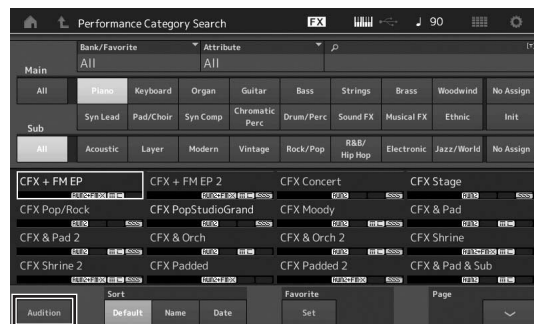 Performance Category Search FX 90
Bank/Favorite Attribute
Main All All
All Piano Keyboard Organ Guitar Bass Strings Brass Woodwind No Assign
Syn Lead Pad/Choir Syn Comp Chromatic Perc Drum/Perc Sound FX Musical FX Ethnic Init
Sub
All Acoustic Layer Modern Vintage Rock/Pop R&B/ Hip Hop Electronic Jazz/World No Assign
CFX + FM EP CFX + FM EP 2 CFX Concert CFX Stage
CFX Pop/Rock CFX PopStudioGrand CFX Moody CFX & Pad
CFX & Pad 2 CFX & Orch CFX & Orch 2 CFX Shrine
CFX Shrine 2 CFX Padded CFX Padded 2 CFX & Pad & Sub
Sort Favorite Page
Audition Default Name Date Set